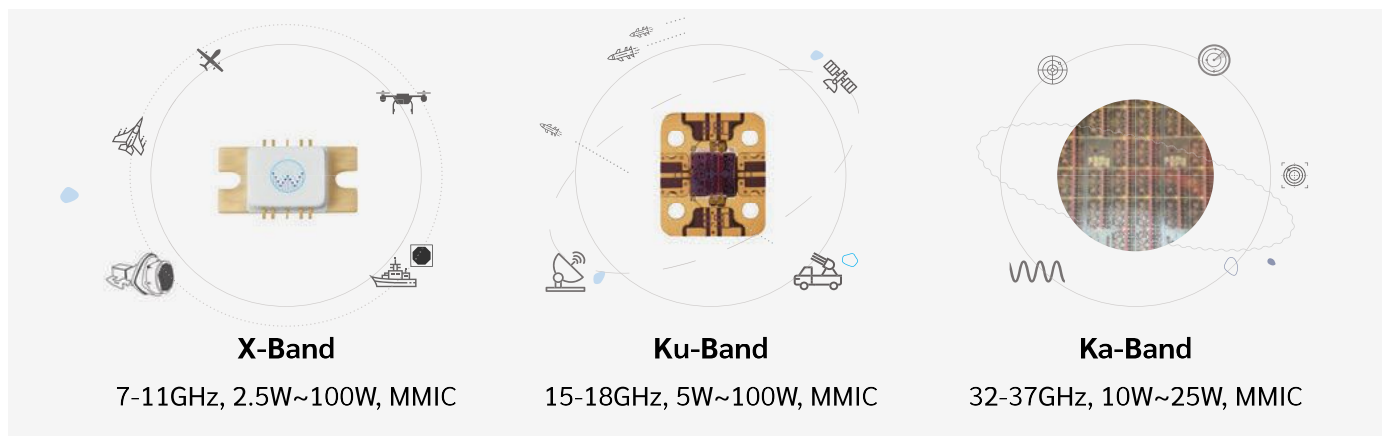 X-Band
7-11GHz, 2.5W~100W, MMIC
Ku-Band
15-18GHz, 5W~100W, MMIC
Ka-Band
32-37GHz, 10W~25W, MMIC